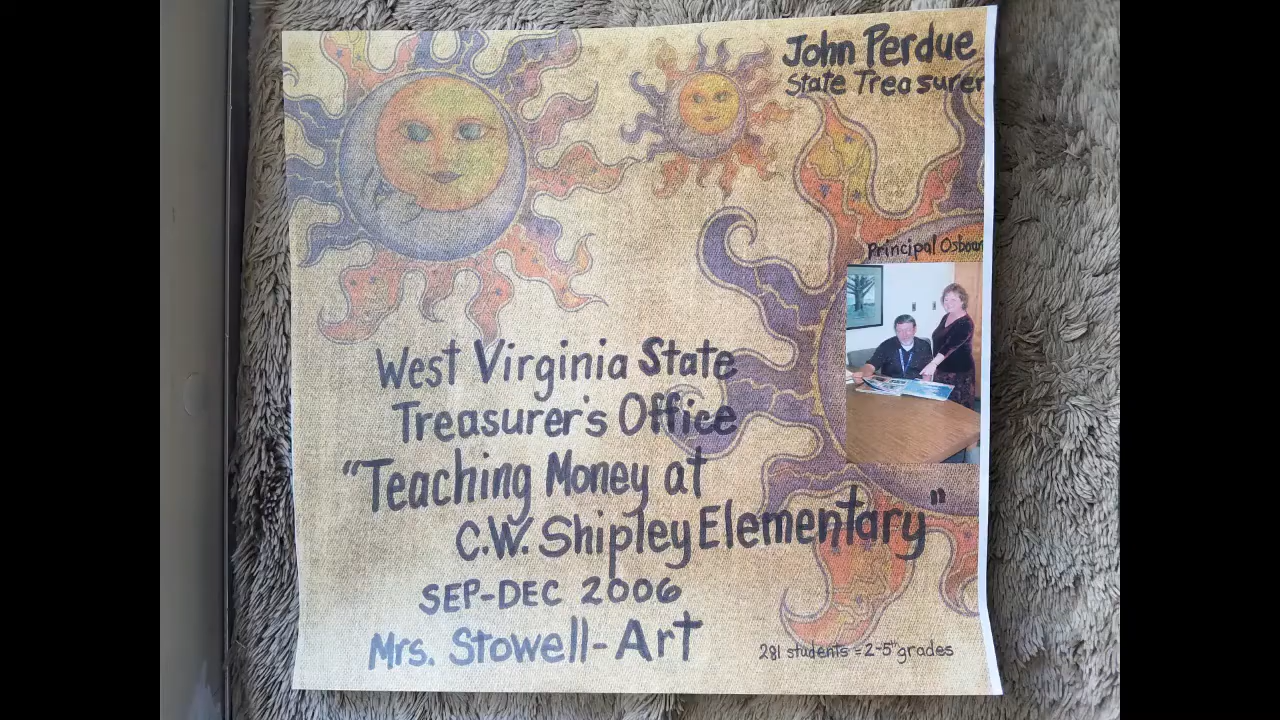 John Perdue
State Treasurer
Principal
West Virginia State
Treasurer's Office
"Teaching Money at
C.W. Shipley Elementary"
SEP-DEC 2006
Mrs. Stowell-Art
281 students = 2-5th grades